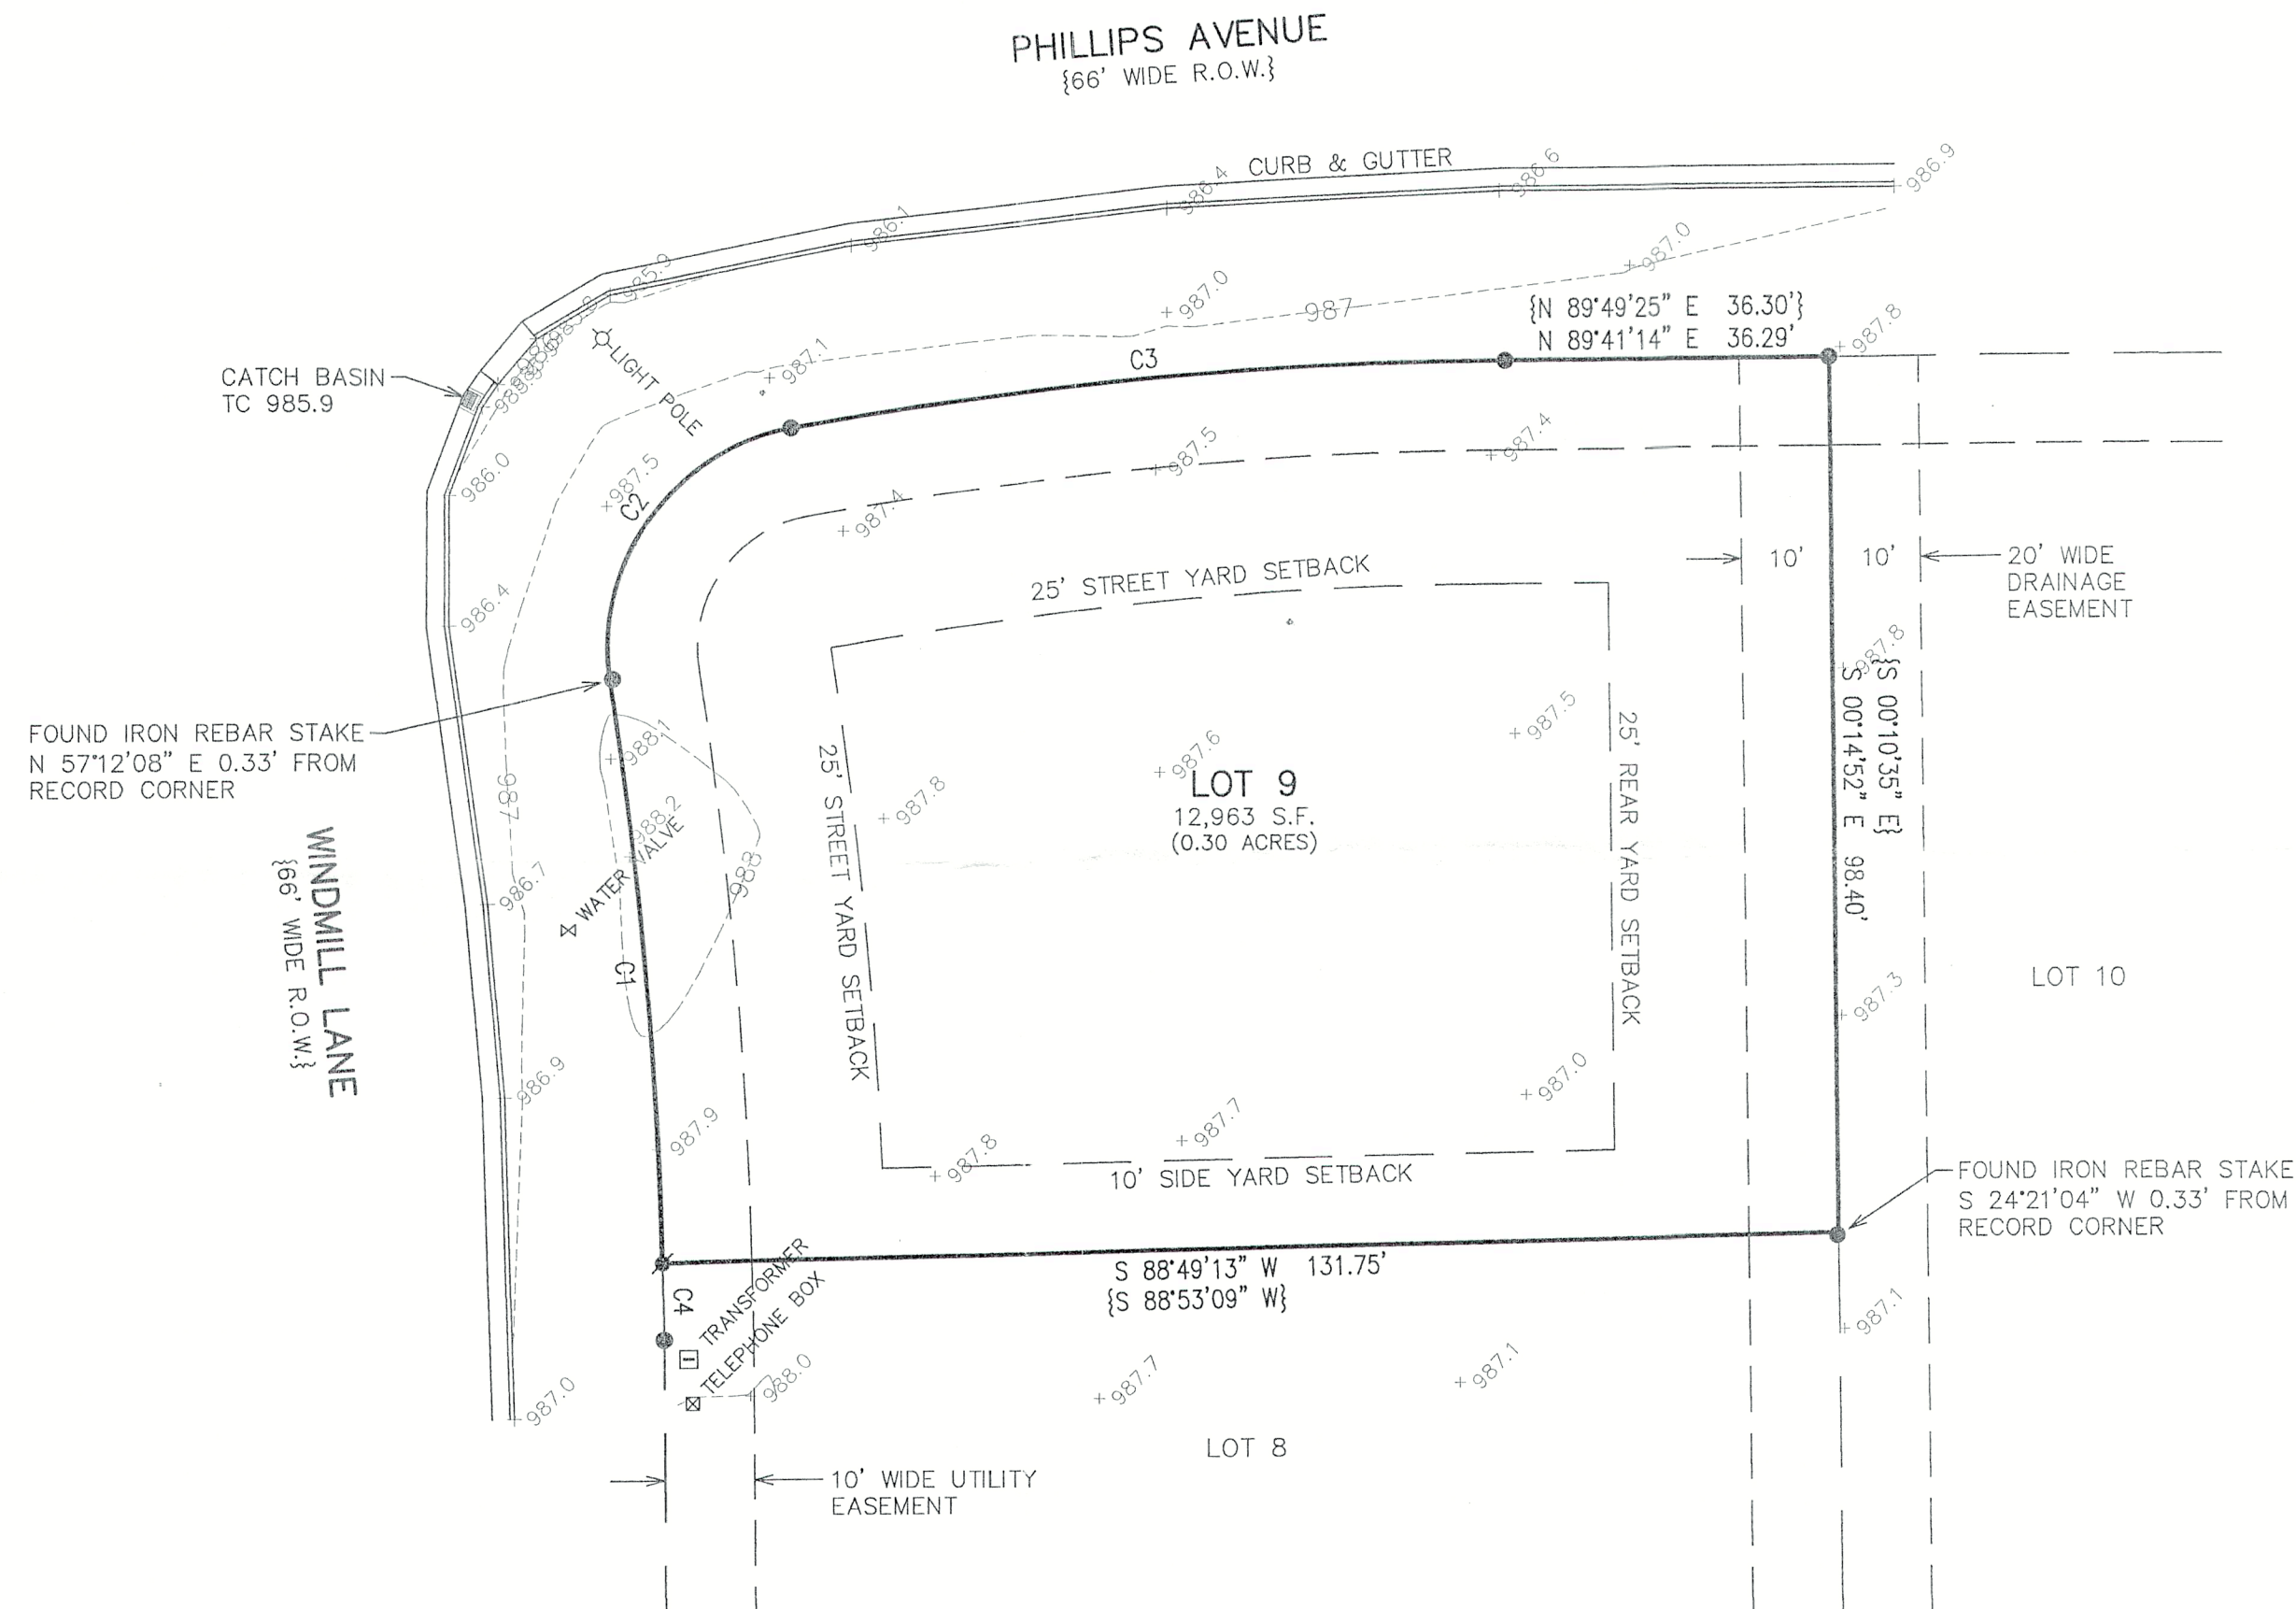 PHILLIPS AVENUE
{66' WIDE R.O.W.}
CURB & GUTTER
986.9
986.6
986.4
986.1
985.9
987.0
987.0
987
{N 89°49'25" E 36.30'}
N 89°41'14" E 36.29'
987.8
C3
987.1
LIGHT POLE
CATCH BASIN
TC 985.9
986.0
987.5
C2
987.4
987.5
987.4
986.4
25' STREET YARD SETBACK
10'
10'
20' WIDE
DRAINAGE
EASEMENT
987.8
{S 00°10'35" E}
S 00°14'52" E 98.40'
FOUND IRON REBAR STAKE
N 57°12'08" E 0.33' FROM
RECORD CORNER
988.1
987
988.2
WATER VALVE
988
C1
986.7
987.8
987.6
987.5
LOT 9
12,963 S.F.
(0.30 ACRES)
25' STREET YARD SETBACK
25' REAR YARD SETBACK
WINDMILL LANE
{66' WIDE R.O.W.}
LOT 10
987.3
986.9
987.9
987.8
987.7
987.0
10' SIDE YARD SETBACK
FOUND IRON REBAR STAKE
S 24°21'04" W 0.33' FROM
RECORD CORNER
S 88°49'13" W 131.75'
{S 88°53'09" W}
C4
TRANSFORMER
TELEPHONE BOX
988.0
987.0
987.7
987.1
987.1
LOT 8
10' WIDE UTILITY
EASEMENT